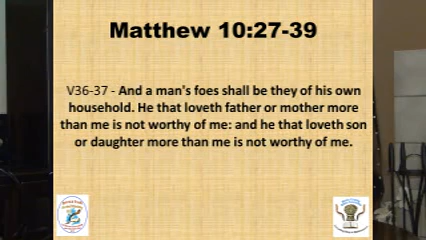 Matthew 10:27-39
V36-37 - And a man's foes shall be they of his own
household. He that loveth father or mother more
than me is not worthy of me: and he that loveth son
or daughter more than me is not worthy of me.